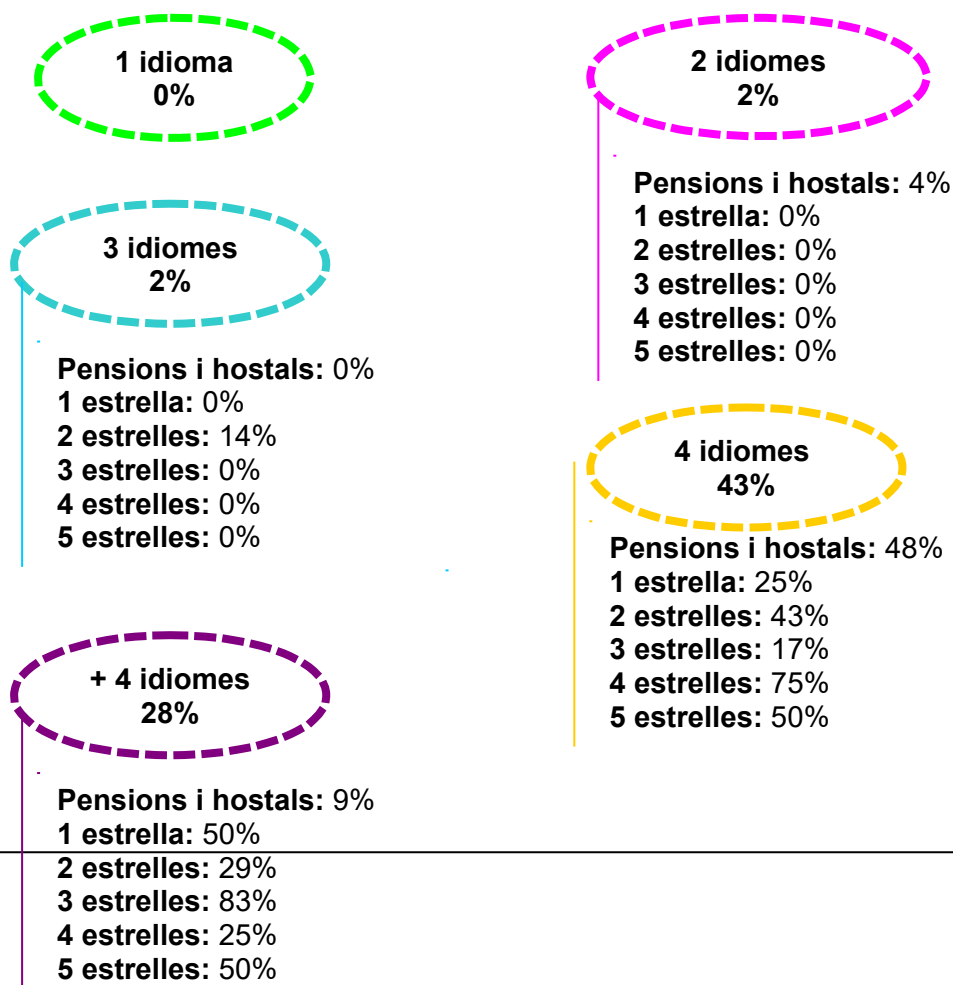 1 idioma
0%
2 idiomes
2%
Pensions i hostals: 4%
1 estrella: 0%
2 estrelles: 0%
3 estrelles: 0%
4 estrelles: 0%
5 estrelles: 0%
3 idiomes
2%
Pensions i hostals: 0%
1 estrella: 0%
2 estrelles: 14%
3 estrelles: 0%
4 estrelles: 0%
5 estrelles: 0%
4 idiomes
43%
Pensions i hostals: 48%
1 estrella: 25%
2 estrelles: 43%
3 estrelles: 17%
4 estrelles: 75%
5 estrelles: 50%
+ 4 idiomes
28%
Pensions i hostals: 9%
1 estrella: 50%
2 estrelles: 29%
3 estrelles: 83%
4 estrelles: 25%
5 estrelles: 50%